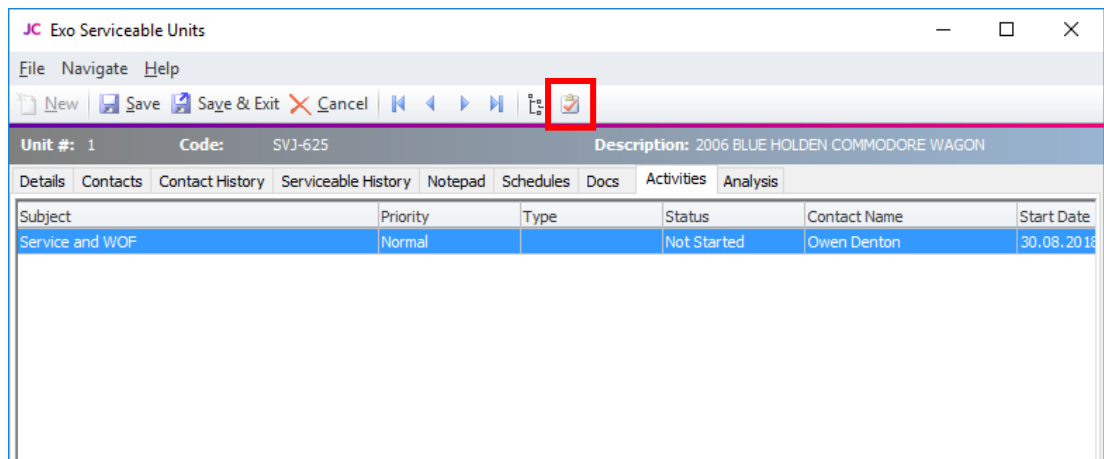 JC Exo Serviceable Units
File Navigate Help
New Save Save & Exit Cancel
Unit #: 1 Code: SVJ-625 Description: 2006 BLUE HOLDEN COMMODORE WAGON
Details Contacts Contact History Serviceable History Notepad Schedules Docs Activities Analysis
Subject Priority Type Status Contact Name Start Date
Service and WOF Normal Not Started Owen Denton 30.08.2018